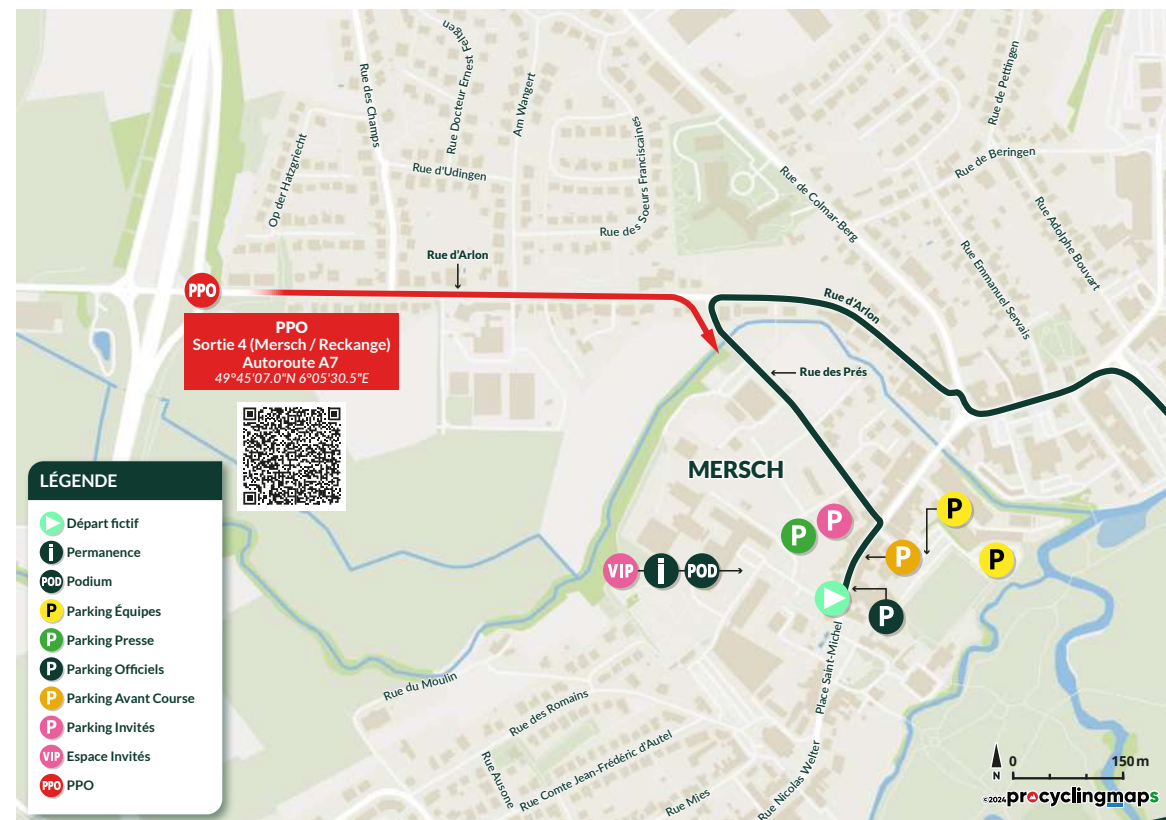 Rue Docteur Ernest Feltgen
Rue des Champs
Am Wangert
Rue de Pettingen
Op der Hatzgriecht
Rue d'Udingen
Rue des Soeurs Franciscaines
Rue de Beringen
Rue de Colmar-Berg
Rue Adolphe Bouvart
Rue Emmanuel Servais
Rue d'Arlon
Rue d'Arlon
PPO
PPO
Sortie 4 (Mersch / Reckange)
Autoroute A7
49°45'07.0"N 6°05'30.5"E
Rue des Prés
MERSCH
P
P
P
P
P
VIP
i
POD
P
LÉGENDE
Départ fictif
i Permanence
POD Podium
P Parking Équipes
P Parking Presse
P Parking Officiels
P Parking Avant Course
P Parking Invités
VIP Espace Invités
PPO PPO
Place Saint-Michel
Rue du Moulin
Rue des Romains
Rue Ausone
Rue Comte Jean-Frédéric d'Autel
Rue Mies
Rue Nicolas Welter
N
0 150 m
©2024 procyclingmaps